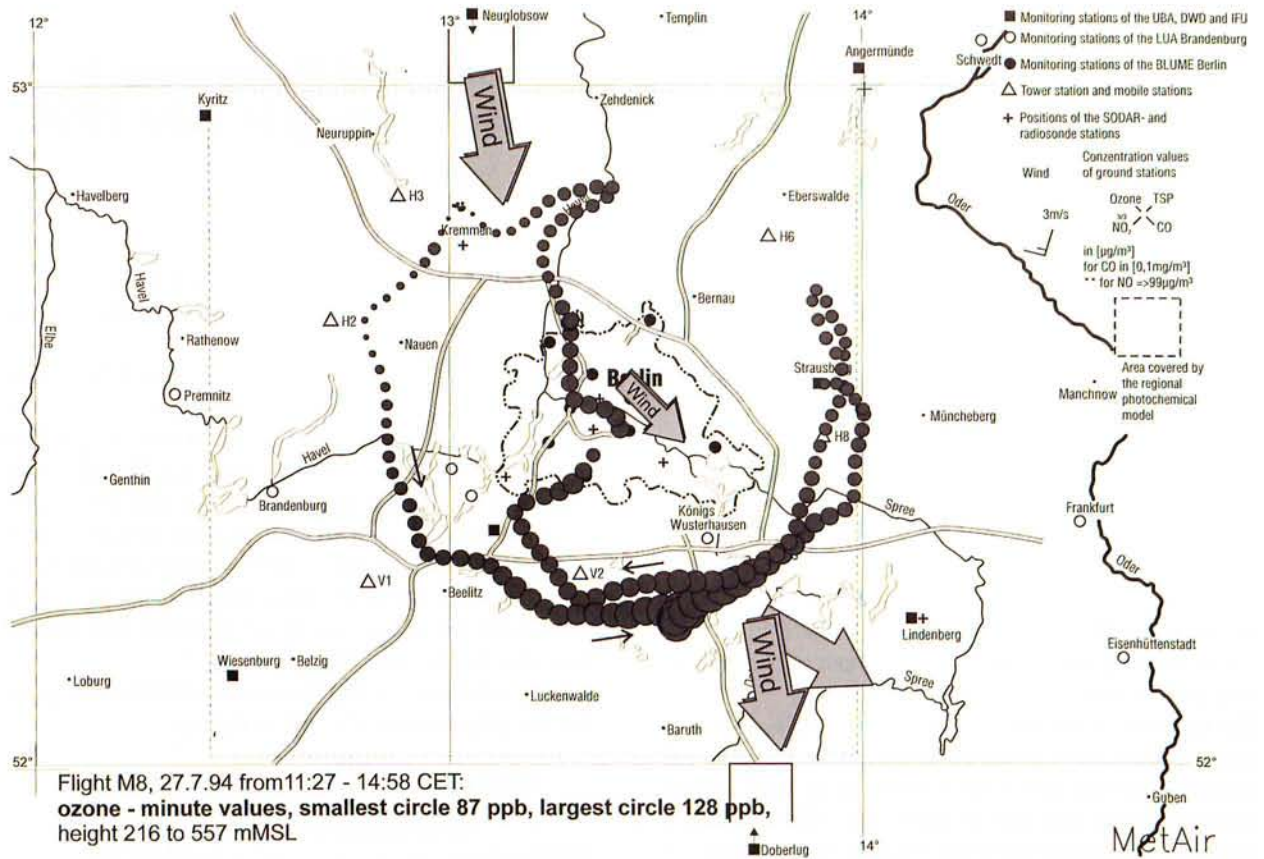 12°
13°
Neuglobsow
Templin
14°
Monitoring stations of the UBA, DWD and IFU
Monitoring stations of the LUA Brandenburg
Schwedt
Angermünde
Monitoring stations of the BLUME Berlin
53°
Kyritz
Wind
Zehdenick
Tower station and mobile stations
Neuruppin
Positions of the SODAR- and
radiosonde stations
Conzentration values
of ground stations
Wind
Havelberg
H3
Eberswalde
Oder
Ozone TSP
NO₂ CO
3m/s
Kremmen
H6
in [µg/m³]
for CO in [0,1mg/m³]
** for NO =>99µg/m³
Havel
Bernau
H2
Elbe
Rathenow
Nauen
Berlin
Strausberg
Area covered by
the regional
photochemical
model
Manchnow
Premnitz
Wind
Müncheberg
H8
Havel
Genthin
Brandenburg
Königs
Wusterhausen
Spree
Frankfurt
Oder
V1
Beelitz
V2
Lindenberg
Wind
Eisenhüttenstadt
Wiesenburg
Belzig
Loburg
Luckenwalde
Spree
Baruth
52°
52°
Flight M8, 27.7.94 from11:27 - 14:58 CET:
ozone - minute values, smallest circle 87 ppb, largest circle 128 ppb,
height 216 to 557 mMSL
Guben
MetAir
Doberlug
14°